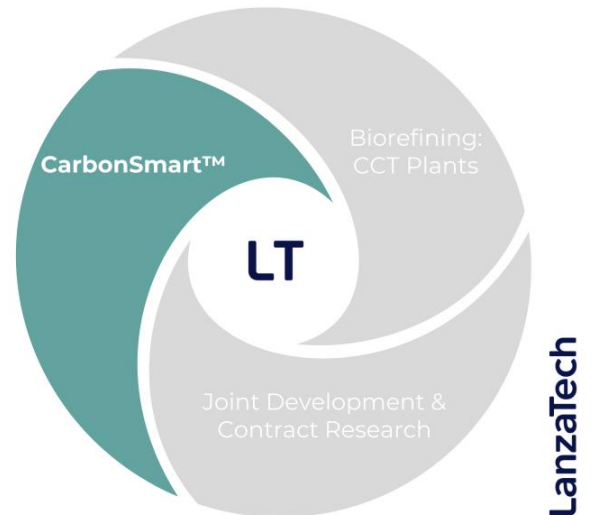 CarbonSmart™
Biorefining:
CCT Plants
LT
Joint Development &
Contract Research
LanzaTech